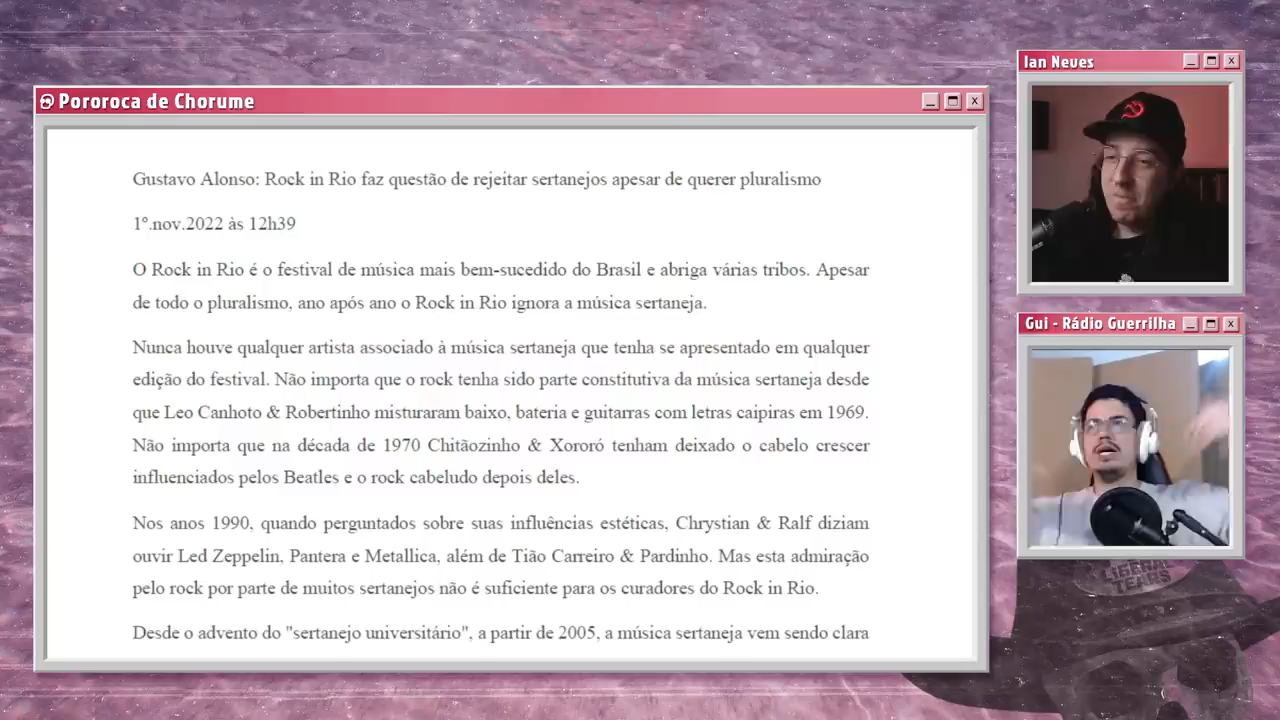 Pororoca de Chorume
Gustavo Alonso: Rock in Rio faz questão de rejeitar sertanejos apesar de querer pluralismo
1º.nov.2022 às 12h39
O Rock in Rio é o festival de música mais bem-sucedido do Brasil e abriga várias tribos. Apesar
de todo o pluralismo, ano após ano o Rock in Rio ignora a música sertaneja.
Nunca houve qualquer artista associado à música sertaneja que tenha se apresentado em qualquer
edição do festival. Não importa que o rock tenha sido parte constitutiva da música sertaneja desde
que Leo Canhoto & Robertinho misturaram baixo, bateria e guitarras com letras caipiras em 1969.
Não importa que na década de 1970 Chitãozinho & Xororó tenham deixado o cabelo crescer
influenciados pelos Beatles e o rock cabeludo depois deles.
Nos anos 1990, quando perguntados sobre suas influências estéticas, Chrystian & Ralf diziam
ouvir Led Zeppelin, Pantera e Metallica, além de Tião Carreiro & Pardinho. Mas esta admiração
pelo rock por parte de muitos sertanejos não é suficiente para os curadores do Rock in Rio.
Desde o advento do "sertanejo universitário", a partir de 2005, a música sertaneja vem sendo clara
Ian Neves
Gui - Rádio Guerrilha
LIBERAL
TEARS